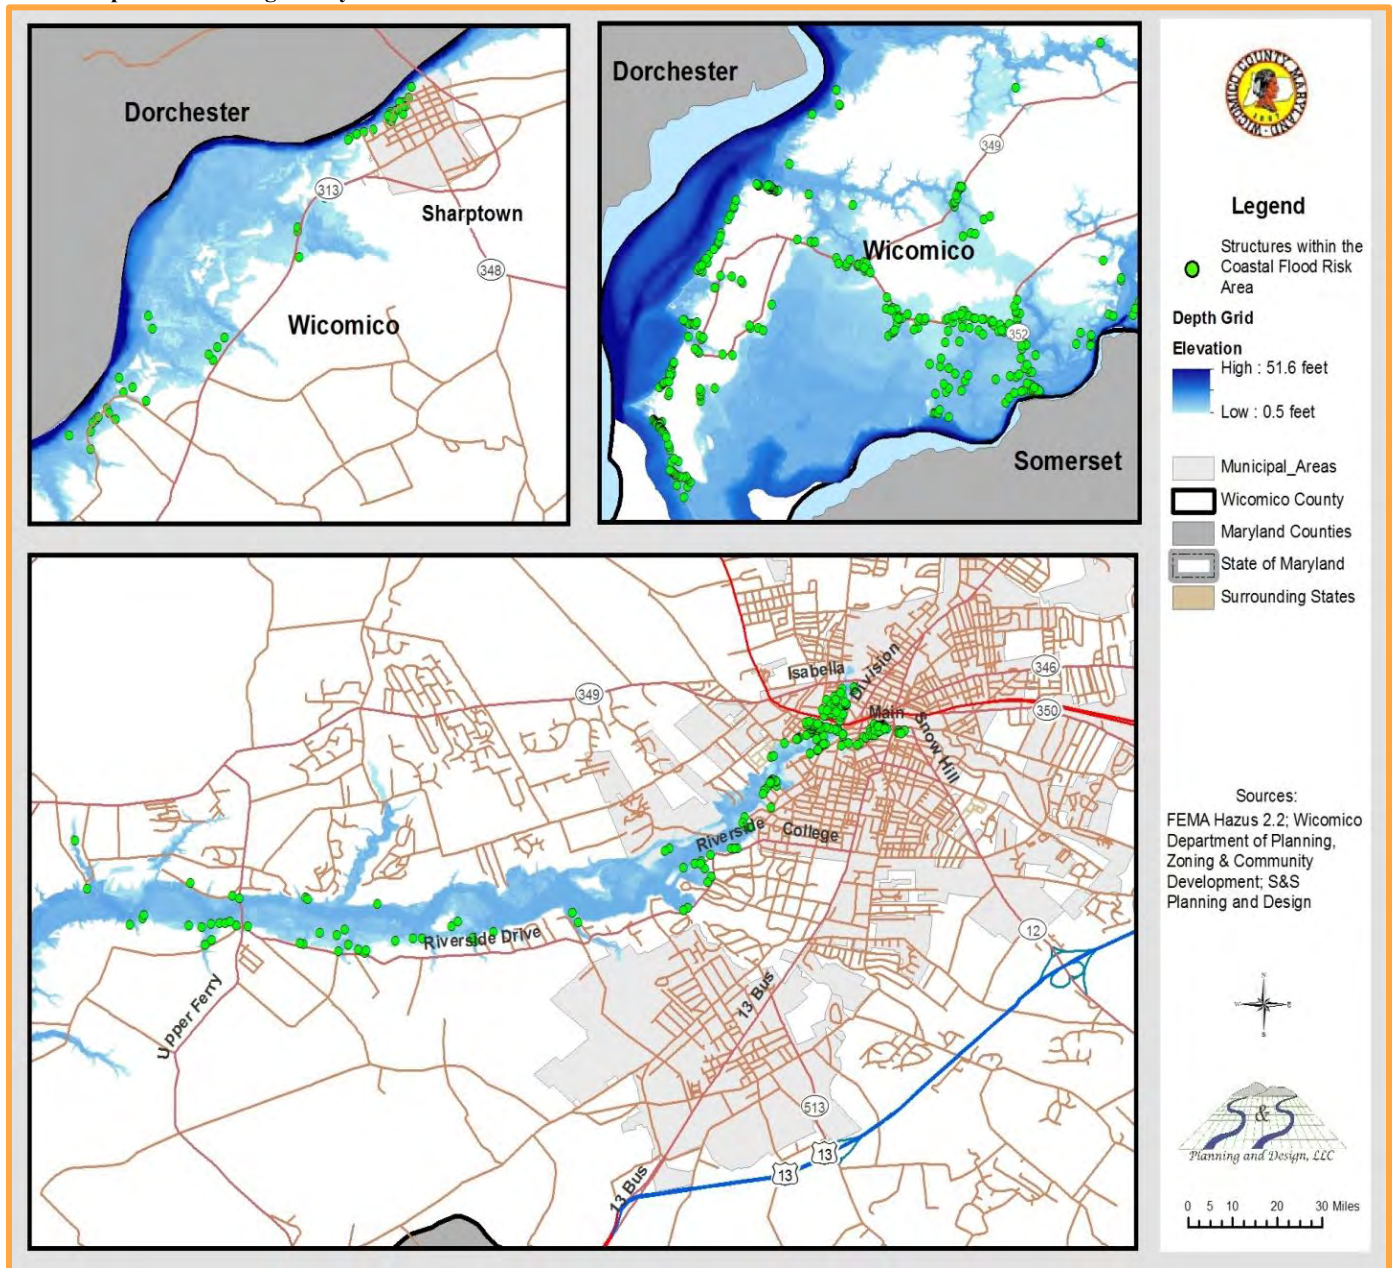 Dorchester
313
Sharptown
348
Wicomico
Dorchester
349
Wicomico
352
Somerset
WICOMICO COUNTY, MARYLAND
Legend
Structures within the
Coastal Flood Risk
Area
Depth Grid
Elevation
High : 51.6 feet
Low : 0.5 feet
Municipal_Areas
Wicomico County
Maryland Counties
State of Maryland
Surrounding States
Isabella
Division
346
349
Main
350
Snow Hill
Riverside
College
12
Riverside Drive
Upper Ferry
13 Bus
513
13
13
13 Bus
Sources:
FEMA Hazus 2.2; Wicomico
Department of Planning,
Zoning & Community
Development; S&S
Planning and Design
N
W
E
S
S & S
Planning and Design, LLC
0 5 10 20 30 Miles